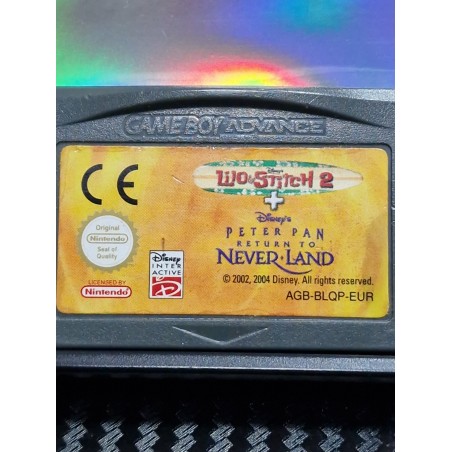 GAME BOY ADVANCE
CE
Original
Nintendo
Seal of
Quality
LICENSED BY
Nintendo
Disney
INTER
ACTIVE
Disney's
LILO & STITCH 2
+
Disney's
PETER PAN
RETURN TO
NEVER LAND
© 2002, 2004 Disney. All rights reserved.
AGB-BLQP-EUR